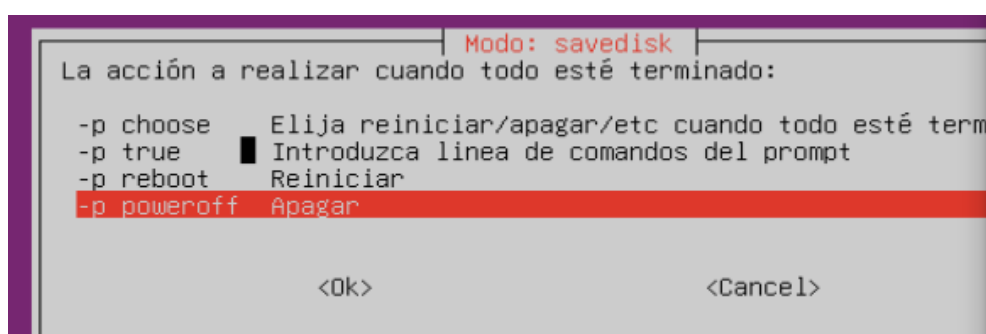 Modo: savedisk
La acción a realizar cuando todo esté terminado:
-p choose Elija reiniciar/apagar/etc cuando todo esté term
-p true Introduzca linea de comandos del prompt
-p reboot Reiniciar
-p poweroff Apagar
<Ok> <Cancel>